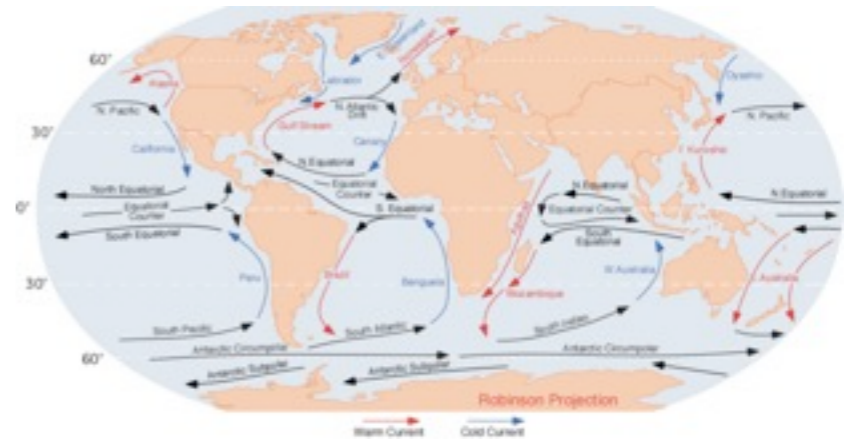 60°
30°
0°
30°
60°
Alaska
N. Pacific
California
North Equatorial
Equatorial
Counter
South Equatorial
Peru
South Pacific
Antarctic Circumpolar
Antarctic Subpolar
Labrador
E. Greenland
Norwegian
N. Atlantic
Drift
Gulf Stream
Canary
N. Equatorial
Equatorial
Counter
S. Equatorial
Brazil
Benguela
South Atlantic
Antarctic Subpolar
N. Equatorial
Equatorial Counter
South
Equatorial
Agulhas
Mozambique
W. Australia
South Indian
Antarctic Circumpolar
Oyashio
N. Pacific
Kuroshio
N. Equatorial
E. Australia
Robinson Projection
Warm Current
Cold Current